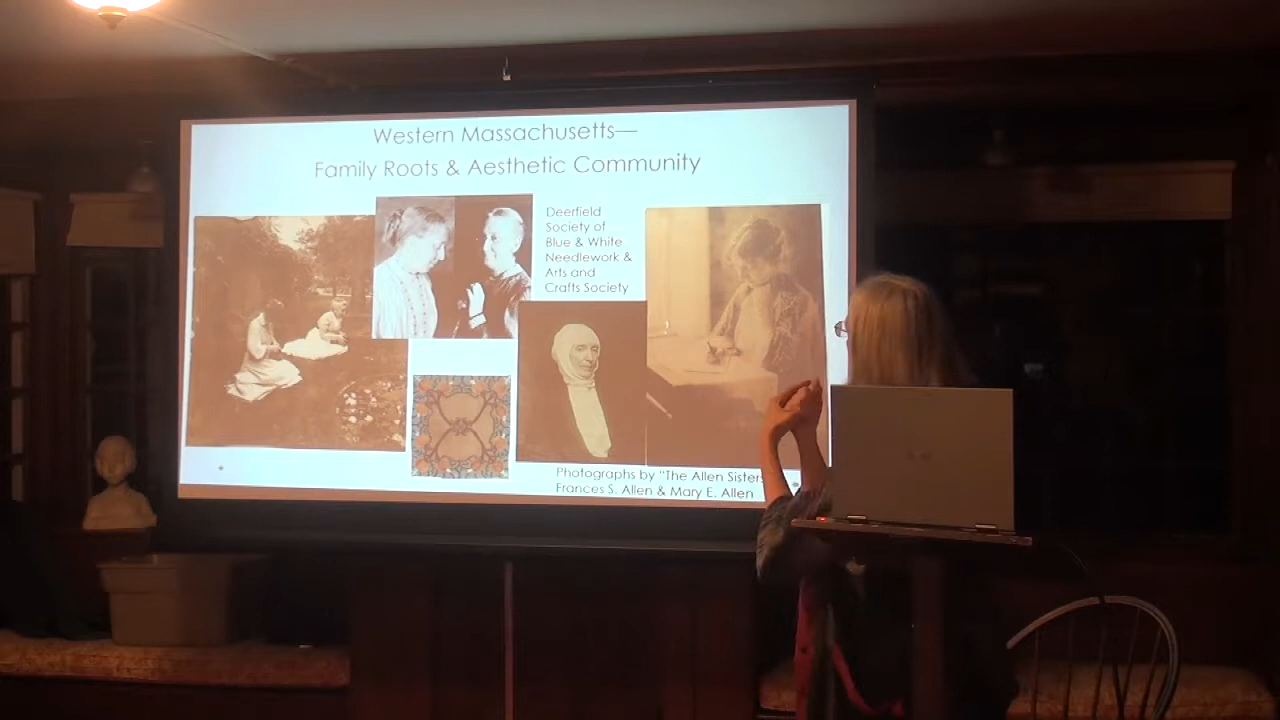 Western Massachusetts—
Family Roots & Aesthetic Community
Deerfield
Society of
Blue & White
Needlework &
Arts and
Crafts Society
Photographs by “The Allen Sisters
Frances S. Allen & Mary E. Allen